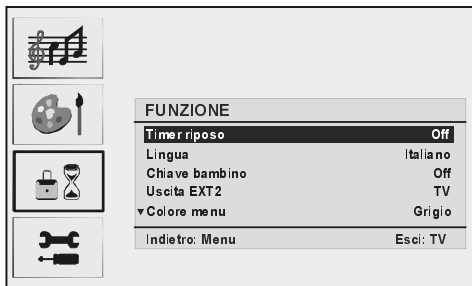 FUNZIONE
Timer riposo Off
Lingua Italiano
Chiave bambino Off
Uscita EXT2 TV
▾Colore menu Grigio
Indietro: Menu Esci: TV